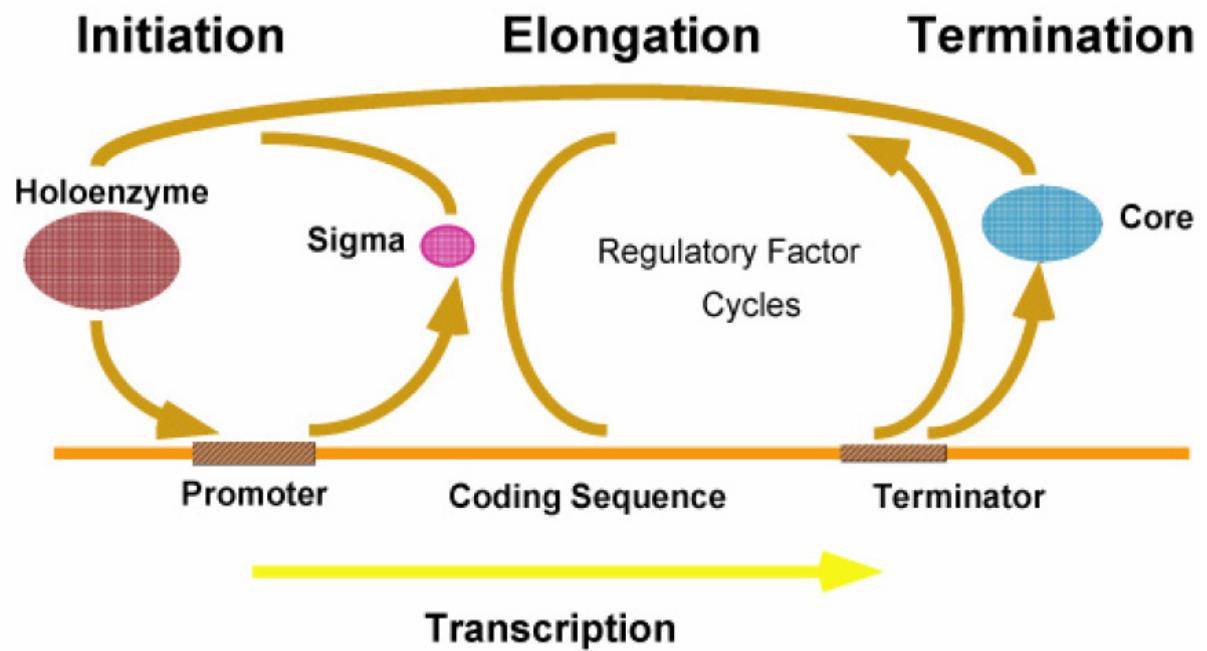 Initiation
Elongation
Termination
Holoenzyme
Sigma
Regulatory Factor
Cycles
Core
Promoter
Coding Sequence
Terminator
Transcription